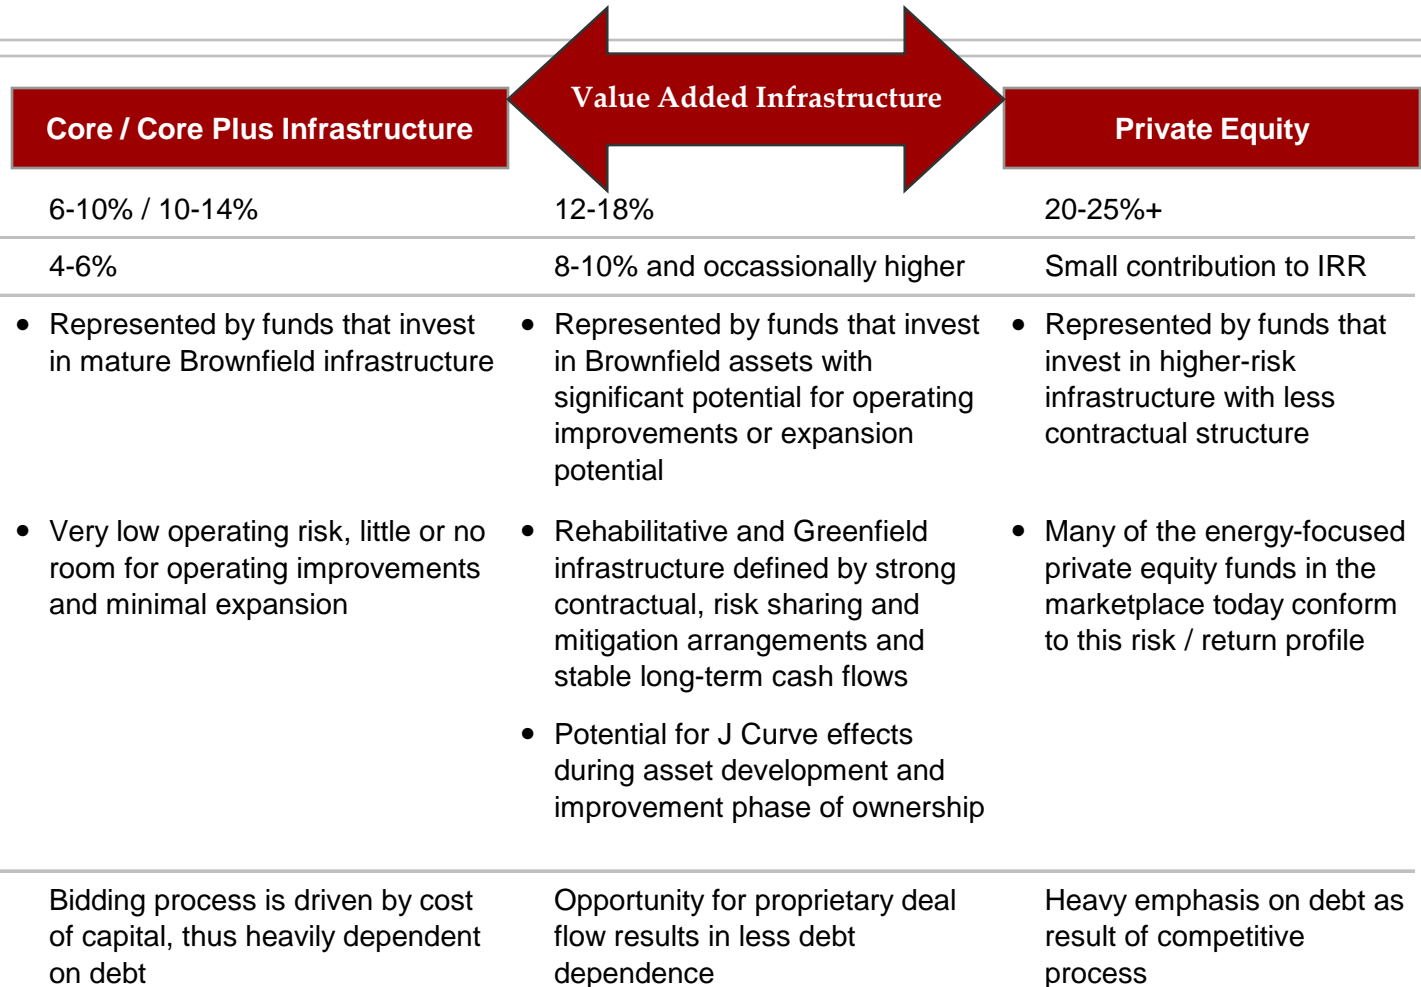 Value Added Infrastructure
Core / Core Plus Infrastructure
Private Equity
6-10% / 10-14%
12-18%
20-25%+
4-6%
8-10% and occassionally higher
Small contribution to IRR
• Represented by funds that invest
in mature Brownfield infrastructure
• Represented by funds that invest
in Brownfield assets with
significant potential for operating
improvements or expansion
potential
• Represented by funds that
invest in higher-risk
infrastructure with less
contractual structure
• Very low operating risk, little or no
room for operating improvements
and minimal expansion
• Rehabilitative and Greenfield
infrastructure defined by strong
contractual, risk sharing and
mitigation arrangements and
stable long-term cash flows
• Many of the energy-focused
private equity funds in the
marketplace today conform
to this risk / return profile
• Potential for J Curve effects
during asset development and
improvement phase of ownership
Bidding process is driven by cost
of capital, thus heavily dependent
on debt
Opportunity for proprietary deal
flow results in less debt
dependence
Heavy emphasis on debt as
result of competitive
process